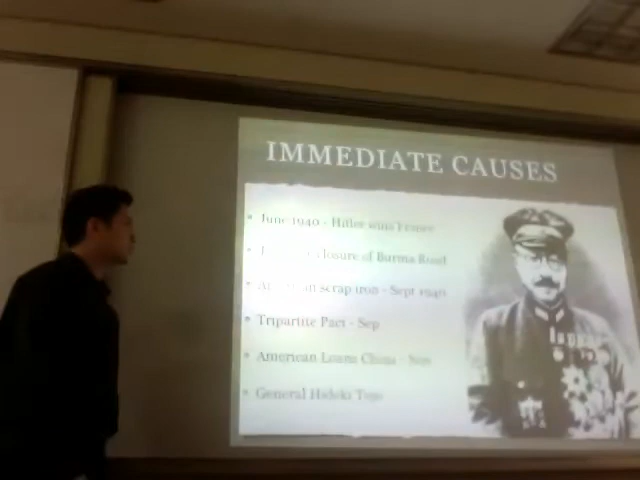 IMMEDIATE CAUSES
June 1940 - Hitler wins France
closure of Burma Road
scrap iron - Sept 1940
Tripartite Pact - Sep
American Loans China -
General Hideki Tojo